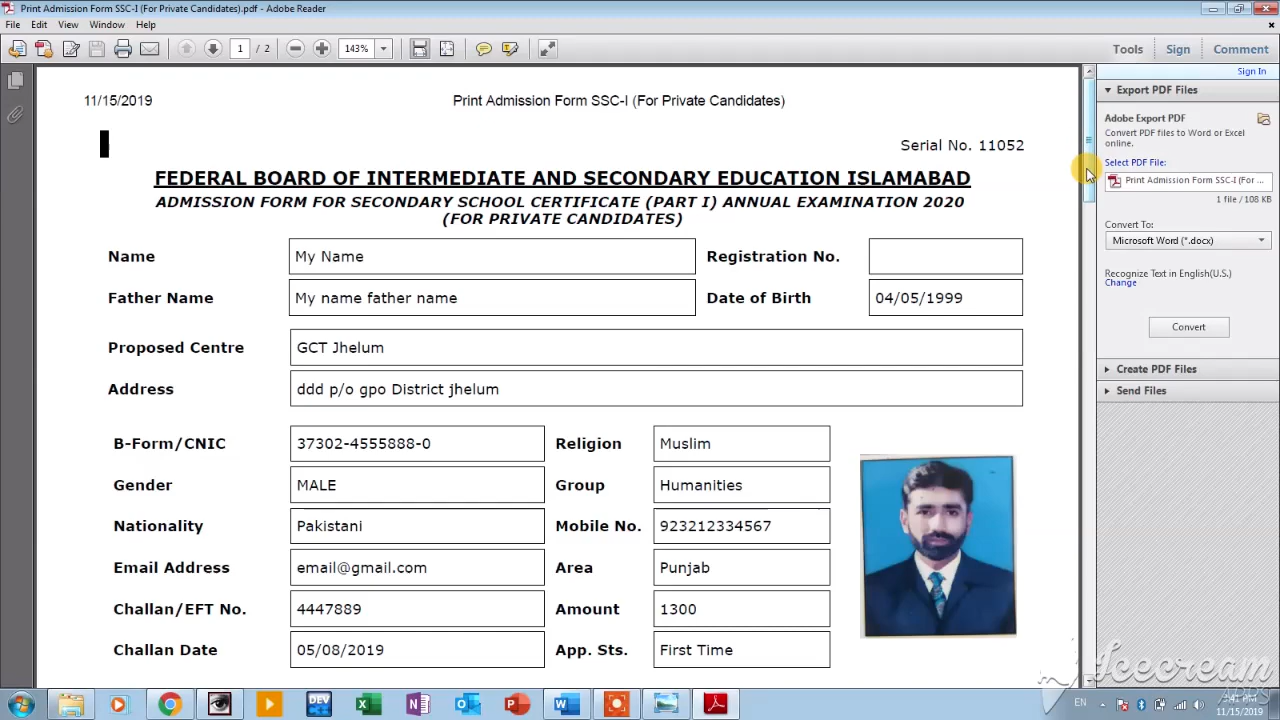 Print Admission Form SSC-I (For Private Candidates).pdf - Adobe Reader
File Edit View Window Help
1 / 2 143% Tools Sign Comment
Sign In
11/15/2019 Print Admission Form SSC-I (For Private Candidates)
Serial No. 11052
FEDERAL BOARD OF INTERMEDIATE AND SECONDARY EDUCATION ISLAMABAD
ADMISSION FORM FOR SECONDARY SCHOOL CERTIFICATE (PART I) ANNUAL EXAMINATION 2020
(FOR PRIVATE CANDIDATES)
Name My Name Registration No.
Father Name My name father name Date of Birth 04/05/1999
Proposed Centre GCT Jhelum
Address ddd p/o gpo District jhelum
B-Form/CNIC 37302-4555888-0 Religion Muslim
Gender MALE Group Humanities
Nationality Pakistani Mobile No. 923212334567
Email Address email@gmail.com Area Punjab
Challan/EFT No. 4447889 Amount 1300
Challan Date 05/08/2019 App. Sts. First Time
Export PDF Files
Adobe Export PDF
Convert PDF files to Word or Excel
online.
Select PDF File:
Print Admission Form SSC-I (For ...
1 file / 108 KB
Convert To:
Microsoft Word (*.docx)
Recognize Text in English(U.S.)
Change
Convert
Create PDF Files
Send Files
Icecream
APPS
DEV
EN
11/15/2019